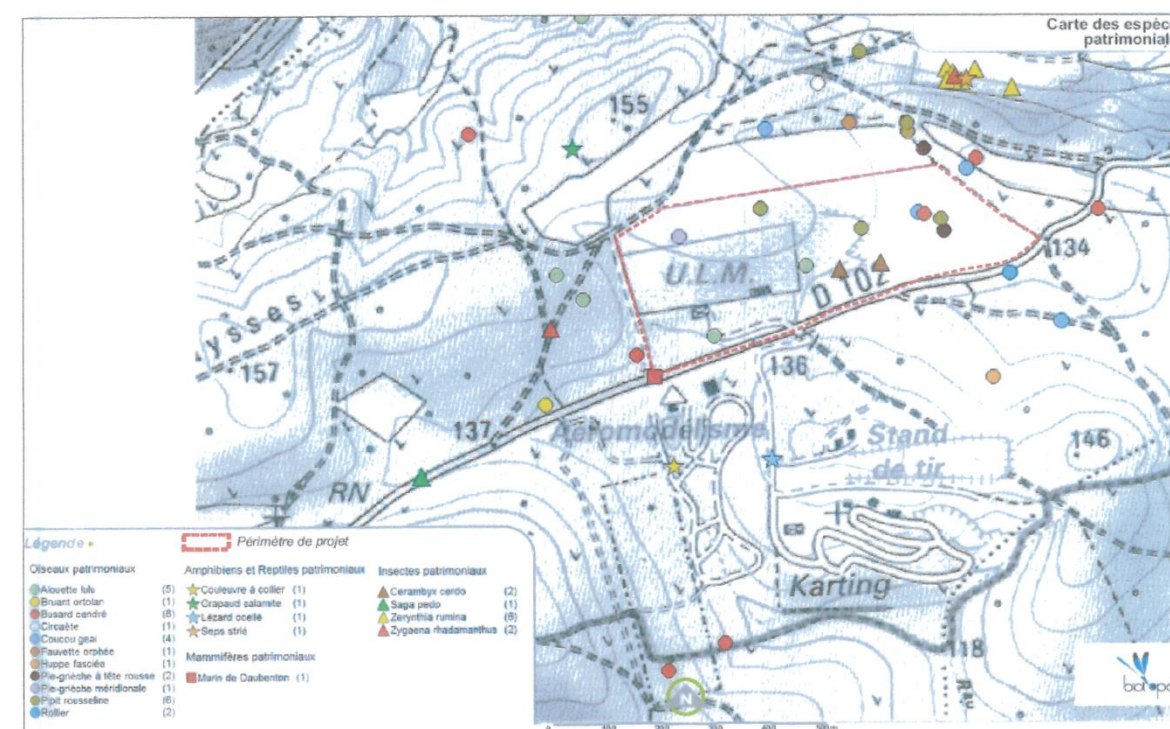 Carte des espèc
patrimonial
155
ysses
157
137
RN
U.L.M.
D 102
134
136
Aéromodélisme
Stand
de tir
146
17
Karting
118
Rau
Légende
Périmètre de projet
Oiseaux patrimoniaux
Alouette lulu (5)
Bruant ortolan (1)
Busard cendré (8)
Circaète (1)
Coucou geai (4)
Fauvette orphée (1)
Huppe fasciée (1)
Pie-grièche à tête rousse (2)
Pie-grièche méridionale (1)
Pipit rousseline (6)
Rollier (2)
Amphibiens et Reptiles patrimoniaux
Couleuvre à collier (1)
Crapaud calamite (1)
Lézard ocellé (1)
Seps strié (1)
Mammifères patrimoniaux
Murin de Daubenton (1)
Insectes patrimoniaux
Cerambyx cerdo (2)
Saga pedo (1)
Zerynthia rumina (6)
Zygaena rhadamanthus (2)
N